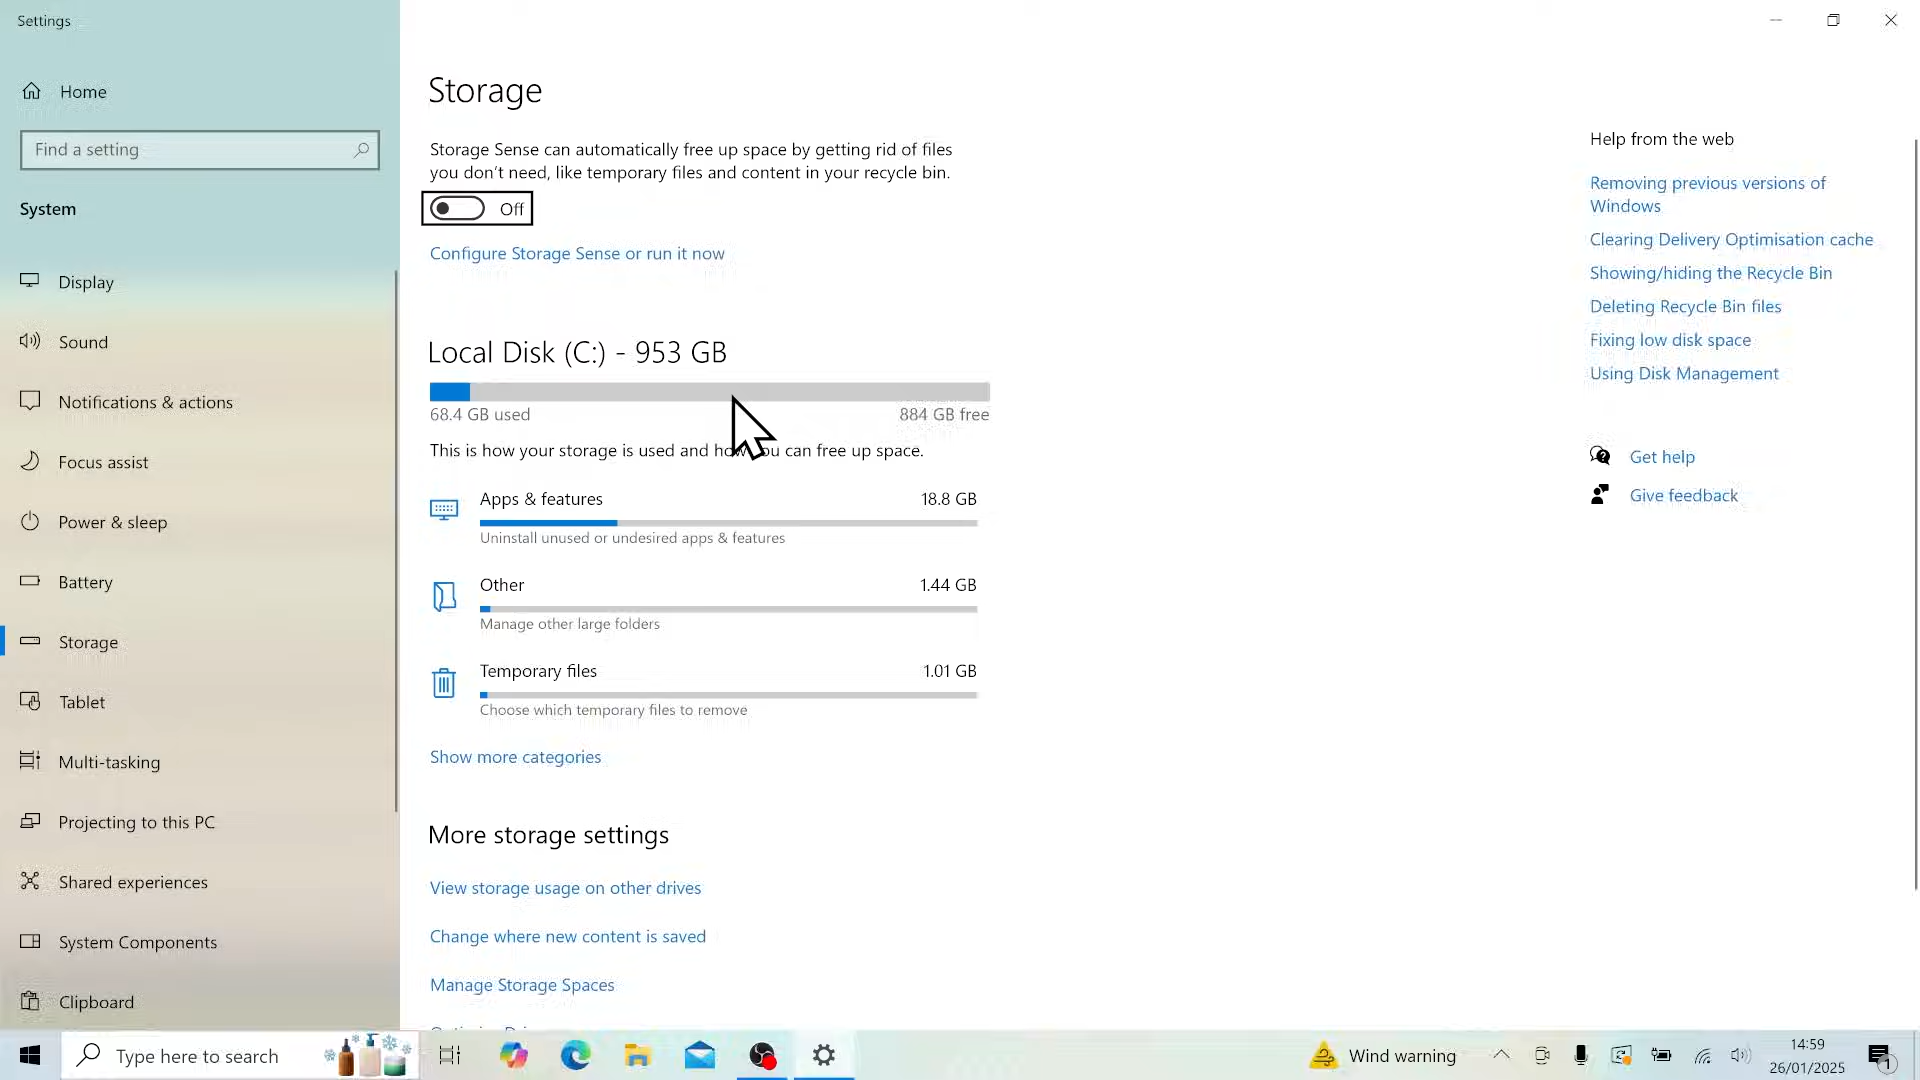 Settings
Home
Find a setting
System
Display
Sound
Notifications & actions
Focus assist
Power & sleep
Battery
Storage
Tablet
Multi-tasking
Projecting to this PC
Shared experiences
System Components
Clipboard
Storage
Storage Sense can automatically free up space by getting rid of files
you don't need, like temporary files and content in your recycle bin.
Off
Configure Storage Sense or run it now
Local Disk (C:) - 953 GB
68.4 GB used
884 GB free
This is how your storage is used and how you can free up space.
Apps & features
18.8 GB
Uninstall unused or undesired apps & features
Other
1.44 GB
Manage other large folders
Temporary files
1.01 GB
Choose which temporary files to remove
Show more categories
More storage settings
View storage usage on other drives
Change where new content is saved
Manage Storage Spaces
Help from the web
Removing previous versions of
Windows
Clearing Delivery Optimisation cache
Showing/hiding the Recycle Bin
Deleting Recycle Bin files
Fixing low disk space
Using Disk Management
Get help
Give feedback
Type here to search
Wind warning
14:59
26/01/2025
1